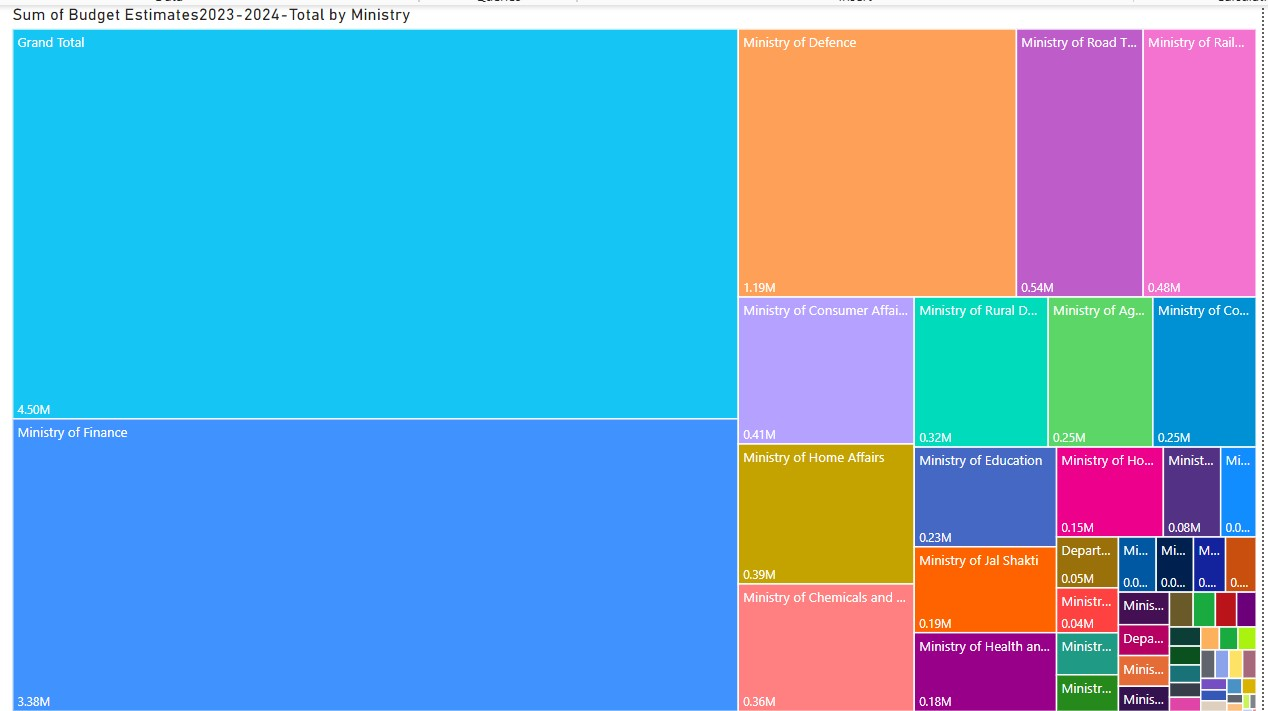 Sum of Budget Estimates2023-2024-Total by Ministry
Grand Total
4.50M
Ministry of Finance
3.38M
Ministry of Defence
1.19M
Ministry of Road T...
0.54M
Ministry of Rail...
0.48M
Ministry of Consumer Affai...
0.41M
Ministry of Rural D...
0.32M
Ministry of Ag...
0.25M
Ministry of Co...
0.25M
Ministry of Home Affairs
0.39M
Ministry of Chemicals and ...
0.36M
Ministry of Education
0.23M
Ministry of Jal Shakti
0.19M
Ministry of Health an...
0.18M
Ministry of Ho...
0.15M
Minist...
0.08M
Mi...
0.0...
Depart...
0.05M
Mi...
0.0...
Mi...
0.0...
M...
0....
0....
Ministr...
0.04M
Ministr...
Ministr...
Minis...
Depa...
Minis...
Minis...